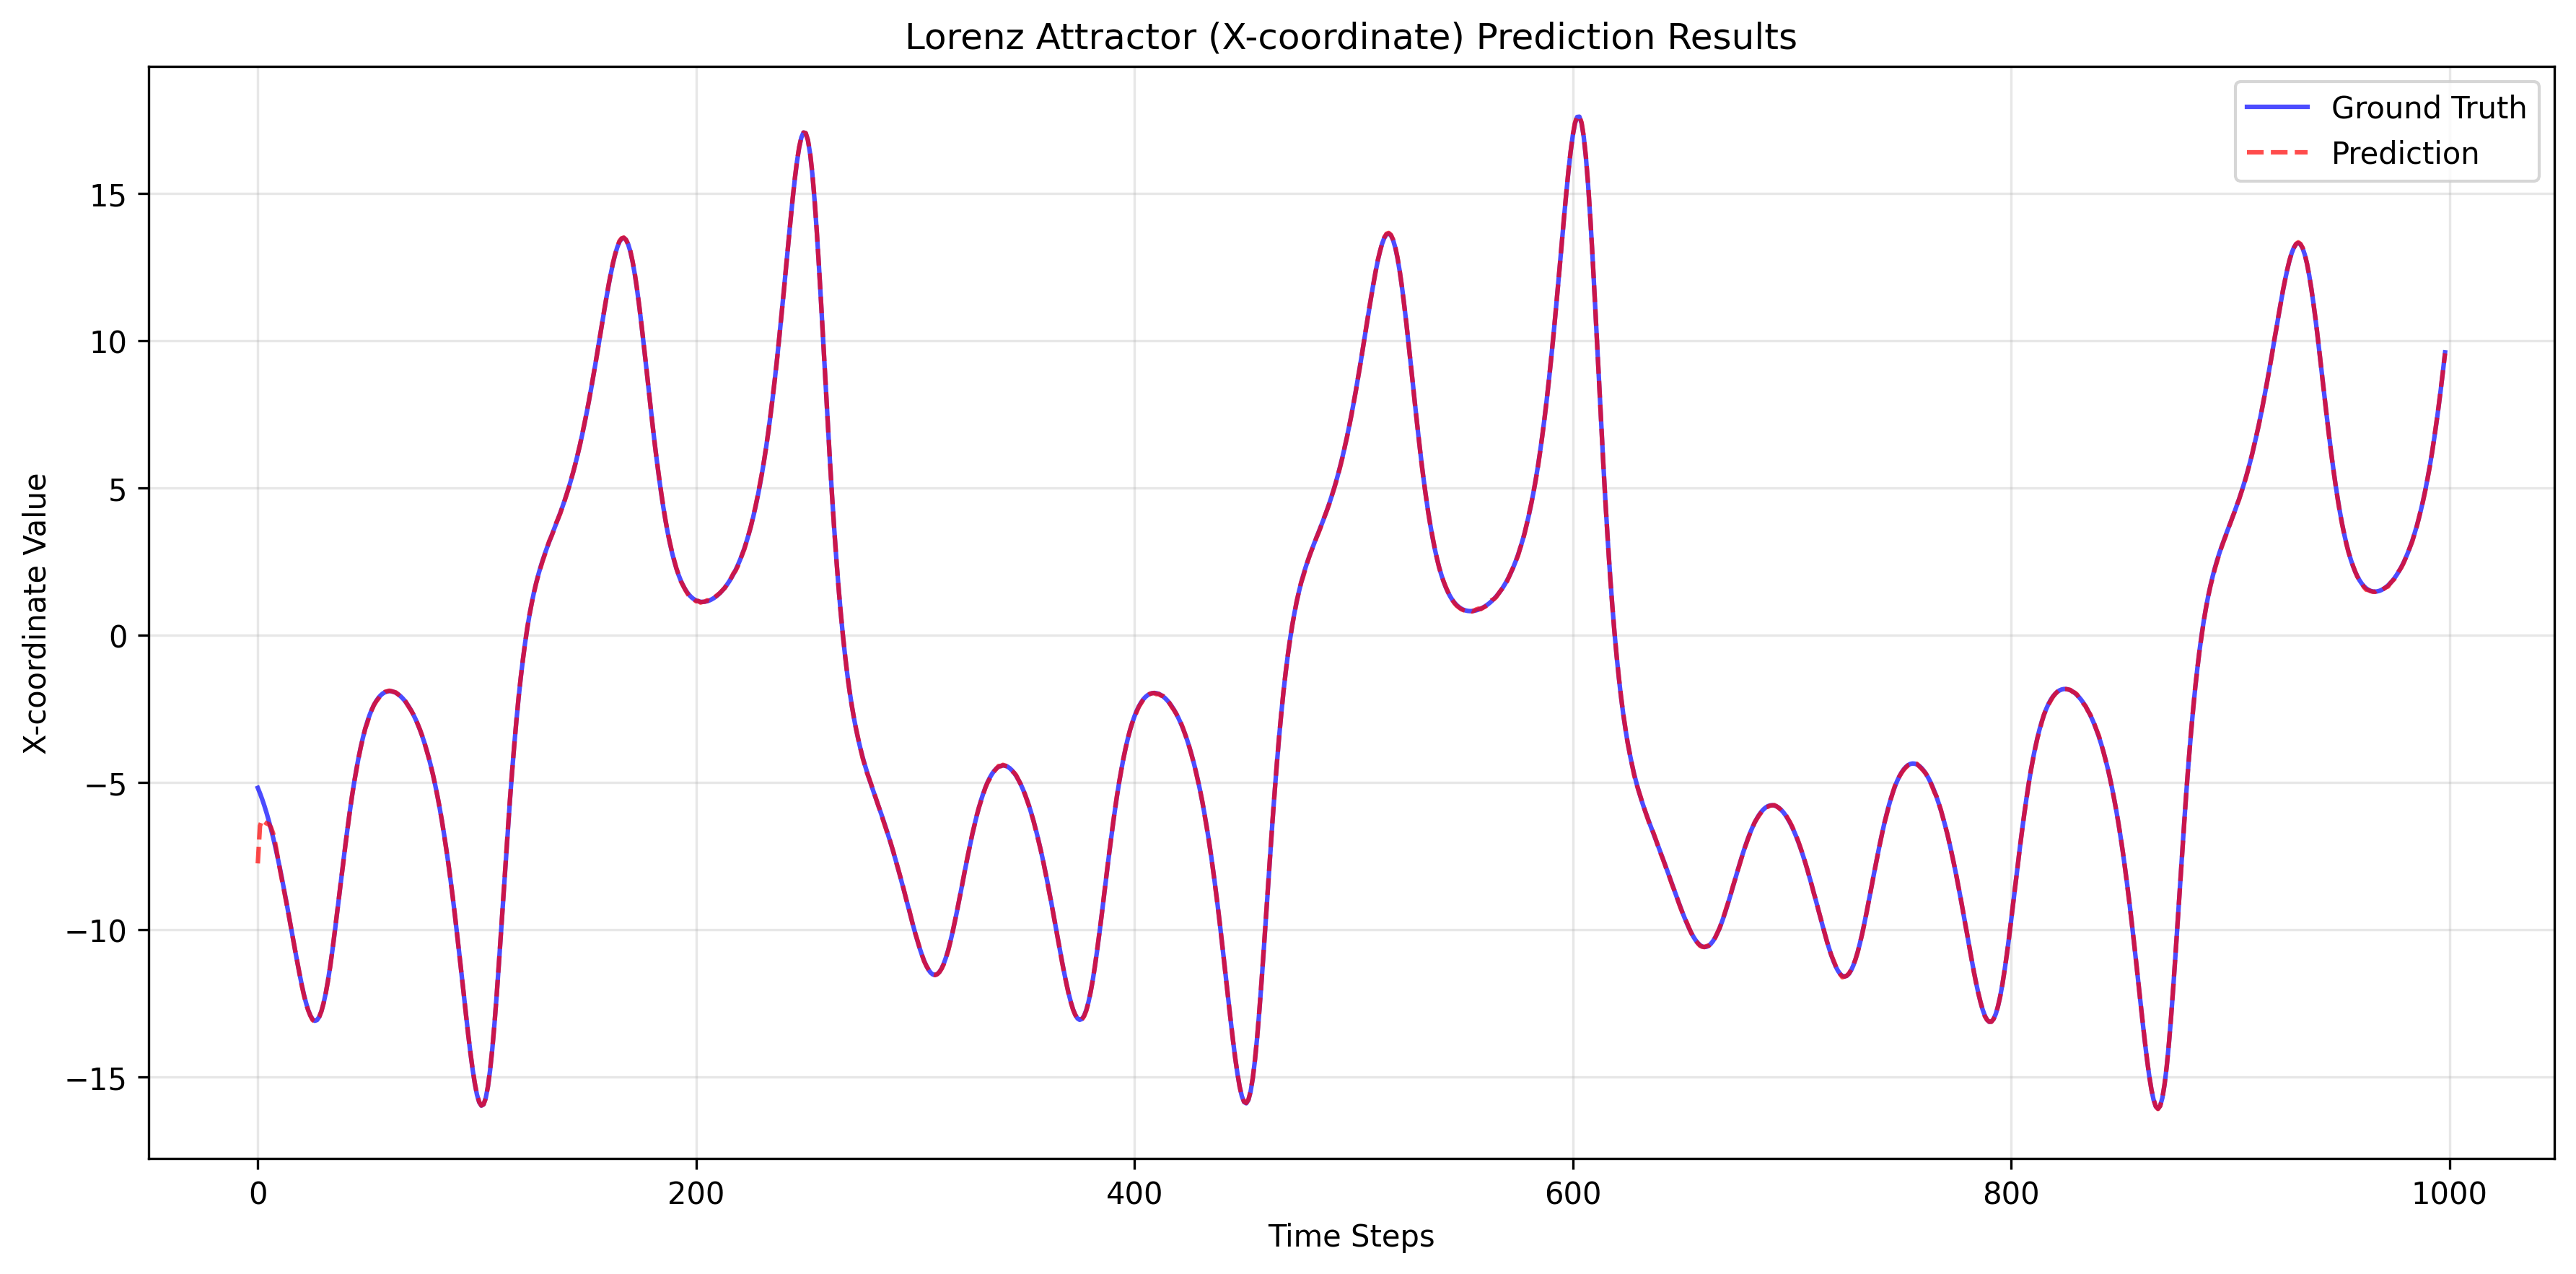 Lorenz Attractor (X-coordinate) Prediction Results
Ground Truth
Prediction
X-coordinate Value
15
10
5
0
−5
−10
−15
0 200 400 600 800 1000
Time Steps